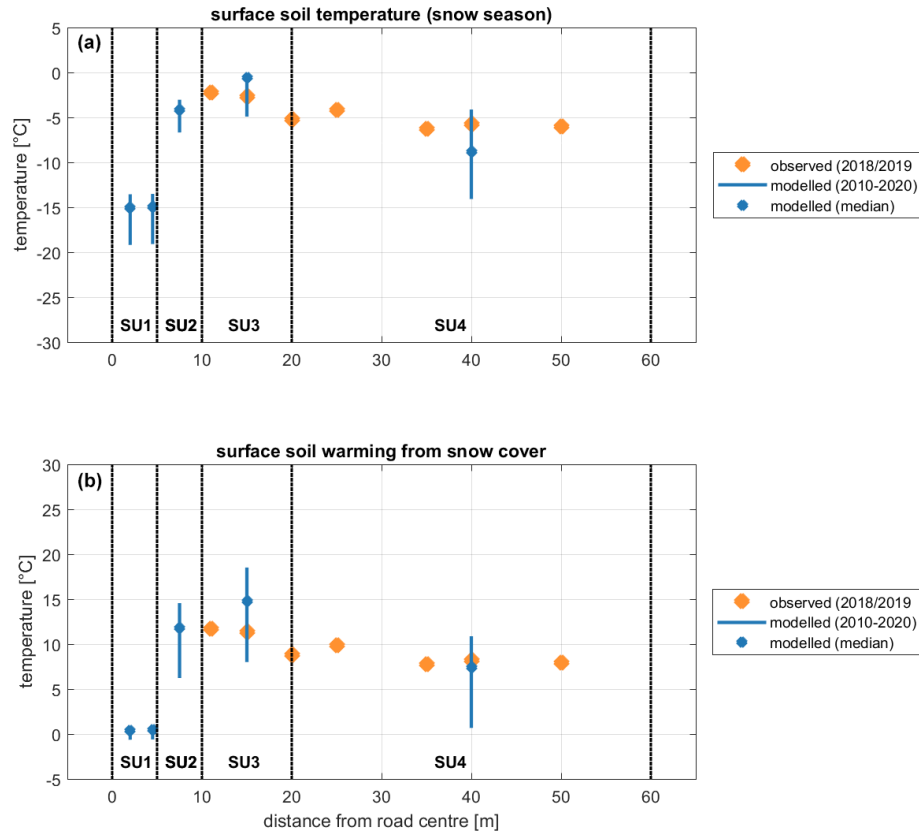 surface soil temperature (snow season)
(a)
temperature [°C]
5
0
-5
-10
-15
-20
-25
-30
SU1 SU2 SU3 SU4
0 10 20 30 40 50 60
observed (2018/2019
modelled (2010-2020)
modelled (median)
surface soil warming from snow cover
(b)
temperature [°C]
30
25
20
15
10
5
0
-5
SU1 SU2 SU3 SU4
0 10 20 30 40 50 60
distance from road centre [m]
observed (2018/2019
modelled (2010-2020)
modelled (median)